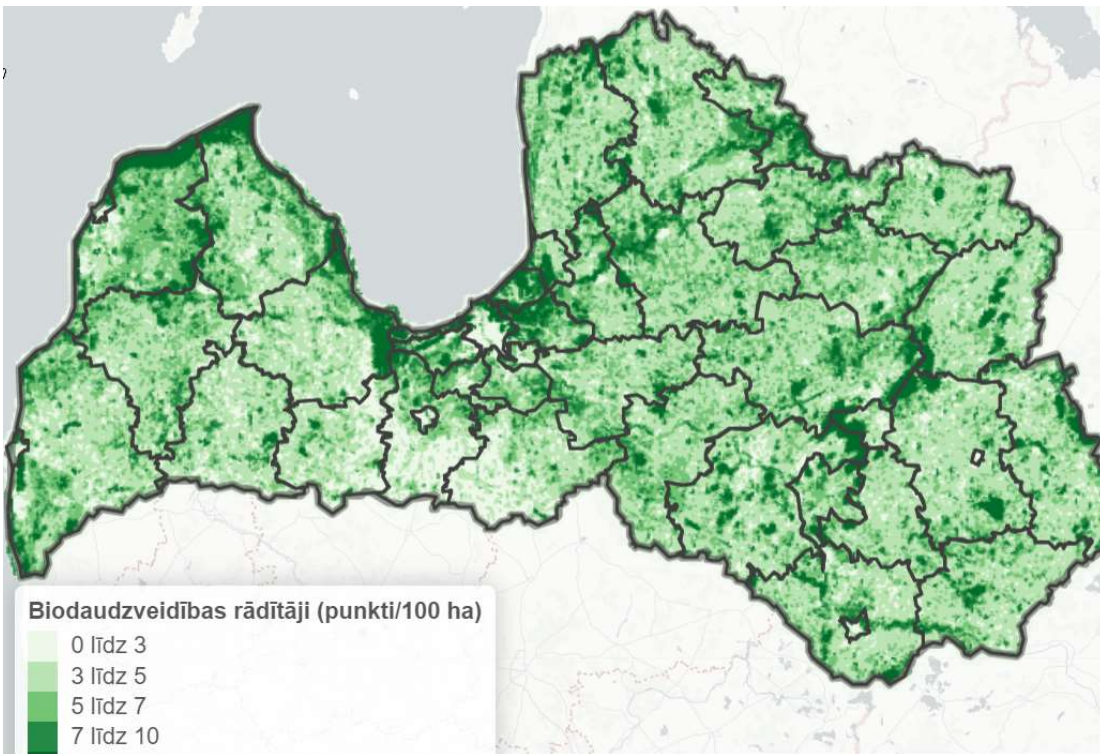 Biodaudzveidības rādītāji (punkti/100 ha)
0 līdz 3
3 līdz 5
5 līdz 7
7 līdz 10